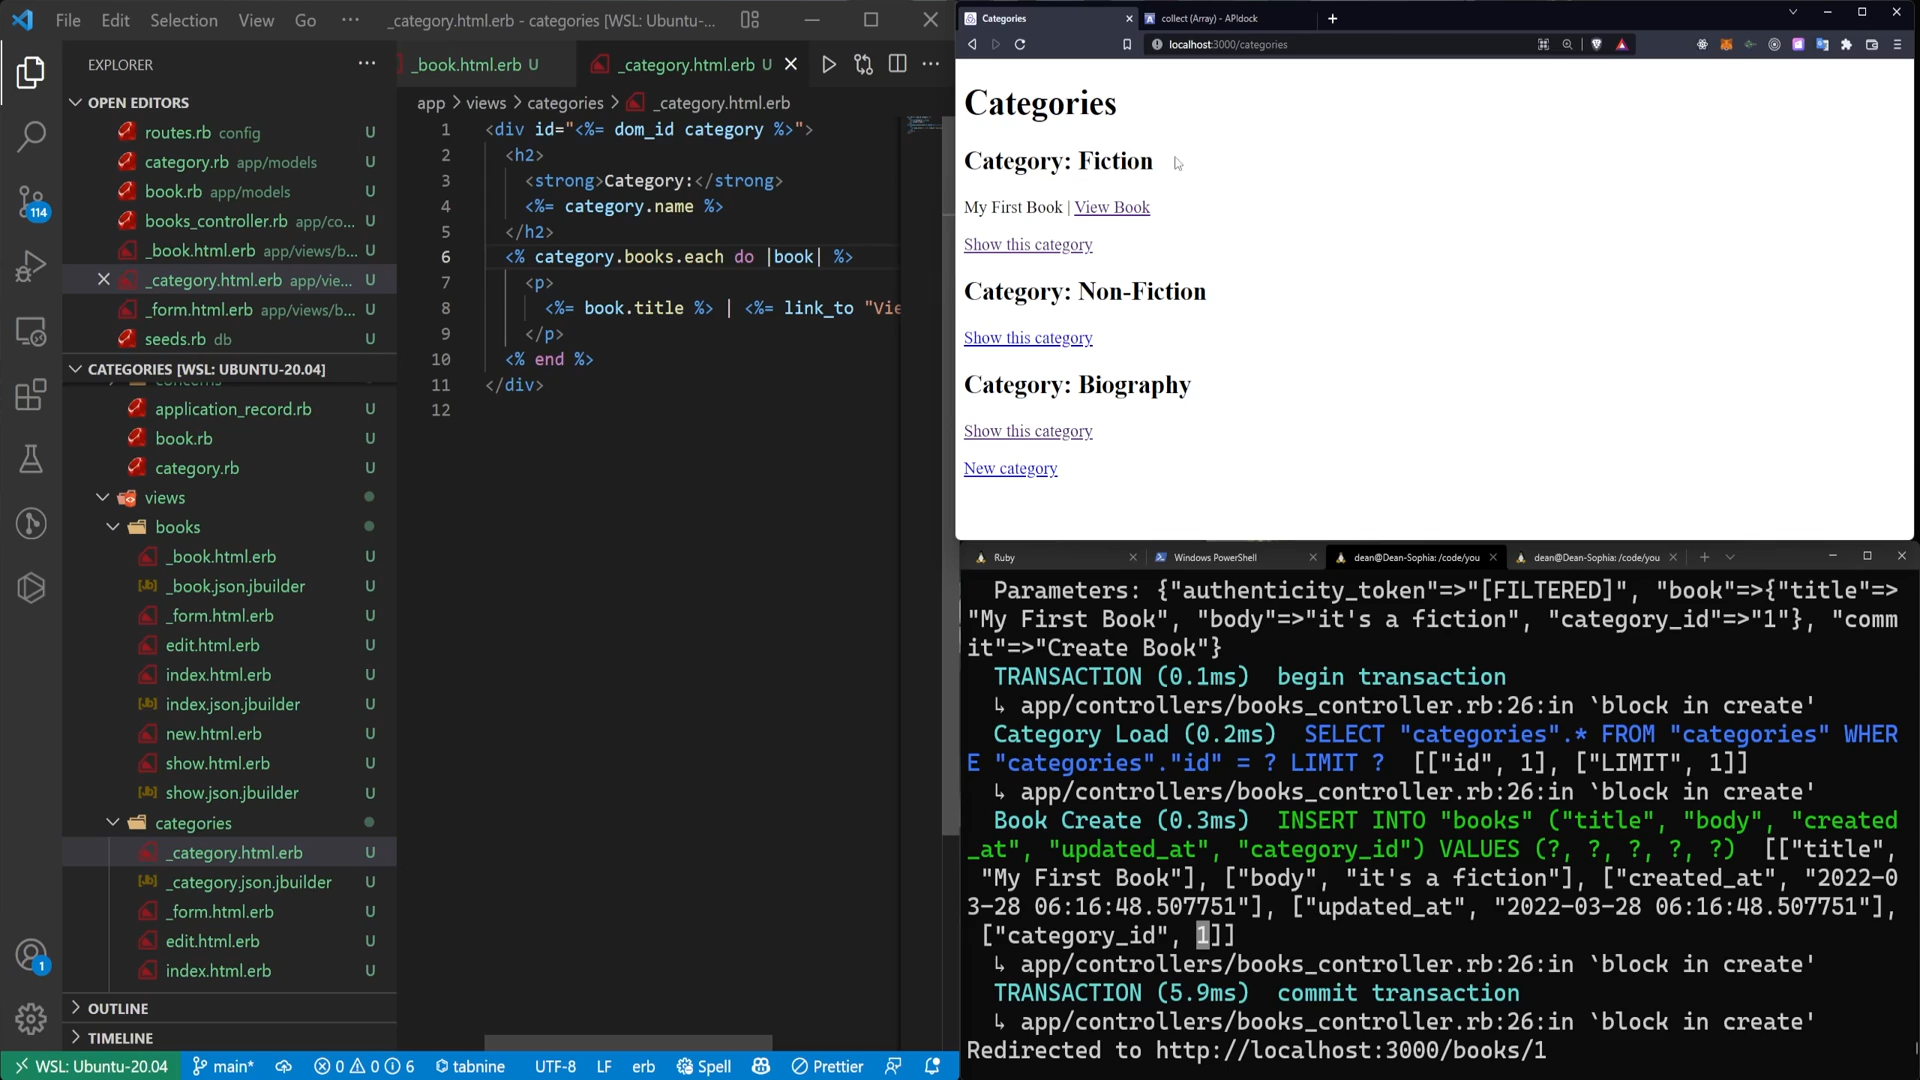 File Edit Selection View Go ··· _category.html.erb - categories [WSL: Ubuntu-...
EXPLORER
OPEN EDITORS
routes.rb config U
category.rb app/models U
book.rb app/models U
books_controller.rb app/co... U
_book.html.erb app/views/b... U
_category.html.erb app/vie... U
_form.html.erb app/views/b... U
seeds.rb db U
CATEGORIES [WSL: UBUNTU-20.04]
concerns
application_record.rb U
book.rb U
category.rb U
views
books
_book.html.erb U
_book.json.jbuilder U
_form.html.erb U
edit.html.erb U
index.html.erb U
index.json.jbuilder U
new.html.erb U
show.html.erb U
show.json.jbuilder U
categories
_category.html.erb U
_category.json.jbuilder U
_form.html.erb U
edit.html.erb U
index.html.erb U
OUTLINE
TIMELINE
114
1
_book.html.erb U _category.html.erb U
app > views > categories > _category.html.erb
1 <div id="<%= dom_id category %>">
2 <h2>
3 <strong>Category:</strong>
4 <%= category.name %>
5 </h2>
6 <% category.books.each do |book| %>
7 <p>
8 <%= book.title %> | <%= link_to "Vie
9 </p>
10 <% end %>
11 </div>
12
WSL: Ubuntu-20.04 main* 0 0 6 tabnine UTF-8 LF erb Spell Prettier
Categories collect (Array) - APIdock
localhost:3000/categories
Categories
Category: Fiction
My First Book | View Book
Show this category
Category: Non-Fiction
Show this category
Category: Biography
Show this category
New category
Ruby Windows PowerShell dean@Dean-Sophia: /code/you dean@Dean-Sophia: /code/you
Parameters: {"authenticity_token"=>"[FILTERED]", "book"=>{"title"=>
"My First Book", "body"=>"it's a fiction", "category_id"=>"1"}, "comm
it"=>"Create Book"}
TRANSACTION (0.1ms) begin transaction
↳ app/controllers/books_controller.rb:26:in `block in create'
Category Load (0.2ms) SELECT "categories".* FROM "categories" WHER
E "categories"."id" = ? LIMIT ? [["id", 1], ["LIMIT", 1]]
↳ app/controllers/books_controller.rb:26:in `block in create'
Book Create (0.3ms) INSERT INTO "books" ("title", "body", "created
_at", "updated_at", "category_id") VALUES (?, ?, ?, ?, ?) [["title",
"My First Book"], ["body", "it's a fiction"], ["created_at", "2022-0
3-28 06:16:48.507751"], ["updated_at", "2022-03-28 06:16:48.507751"],
["category_id", 1]]
↳ app/controllers/books_controller.rb:26:in `block in create'
TRANSACTION (5.9ms) commit transaction
↳ app/controllers/books_controller.rb:26:in `block in create'
Redirected to http://localhost:3000/books/1